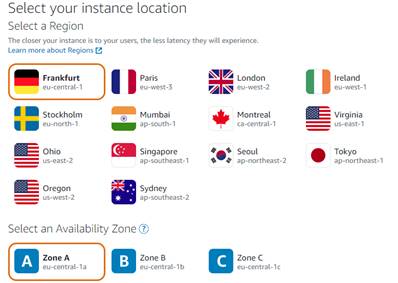 Select your instance location
Select a Region
The closer your instance is to your users, the less latency they will experience.
Learn more about Regions
Frankfurt
eu-central-1
Paris
eu-west-3
London
eu-west-2
Ireland
eu-west-1
Stockholm
eu-north-1
Mumbai
ap-south-1
Montreal
ca-central-1
Virginia
us-east-1
Ohio
us-east-2
Singapore
ap-southeast-1
Seoul
ap-northeast-2
Tokyo
ap-northeast-1
Oregon
us-west-2
Sydney
ap-southeast-2
Select an Availability Zone ?
A
Zone A
eu-central-1a
B
Zone B
eu-central-1b
C
Zone C
eu-central-1c